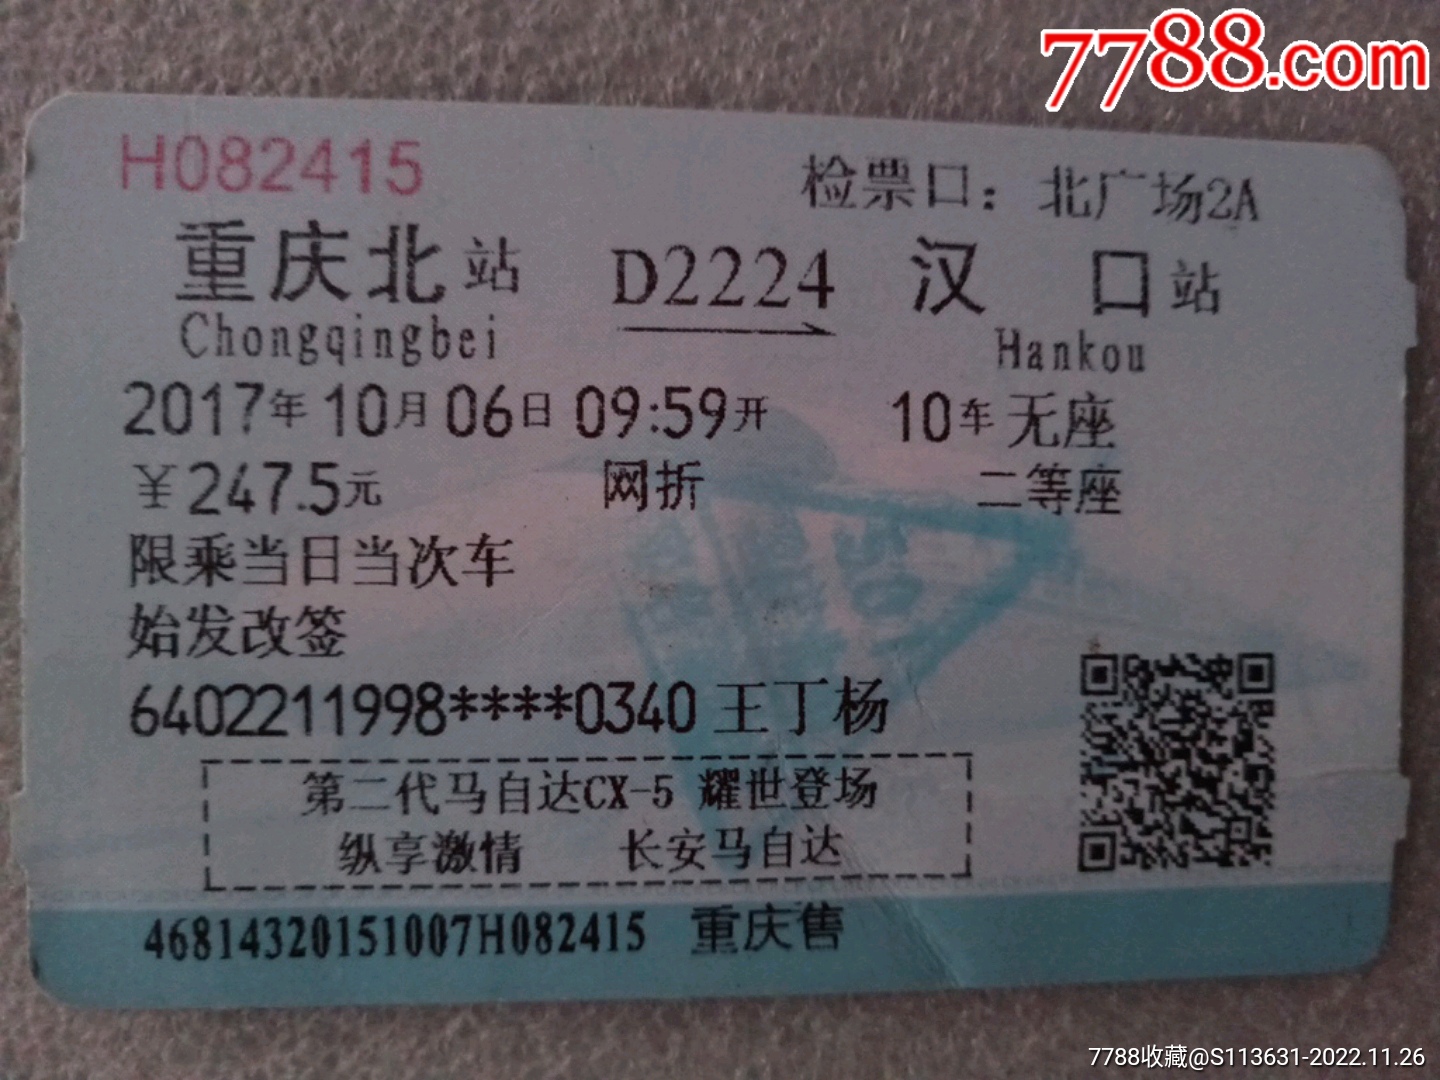 7788.com
H082415
检票口：北广场2A
重庆北站 D2224 汉口站
Chongqingbei Hankou
2017年10月06日09:59开 10车无座
￥247.5元 网折 二等座
限乘当日当次车
始发改签
6402211998****0340王丁杨
第二代马自达CX-5 耀世登场
纵享激情 长安马自达
46814320151007H082415 重庆售
7788收藏@S113631-2022.11.26